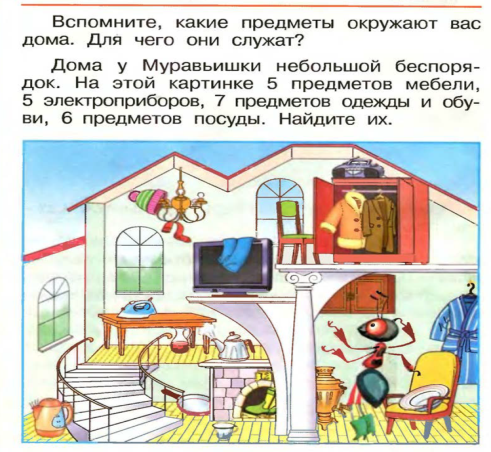 Вспомните, какие предметы окружают вас
дома. Для чего они служат?
Дома у Муравьишки небольшой беспоря-
док. На этой картинке 5 предметов мебели,
5 электроприборов, 7 предметов одежды и обу-
ви, 6 предметов посуды. Найдите их.